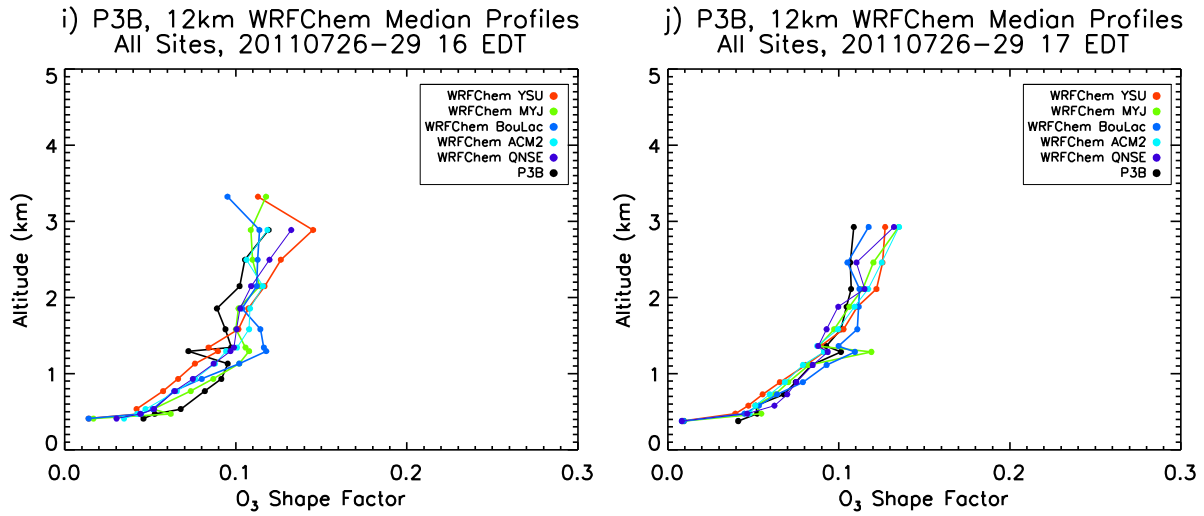 i) P3B, 12km WRFChem Median Profiles
All Sites, 20110726-29 16 EDT
5
4
3
2
1
0
Altitude (km)
WRFChem YSU
WRFChem MYJ
WRFChem BouLac
WRFChem ACM2
WRFChem QNSE
P3B
0.0 0.1 0.2 0.3
O₃ Shape Factor
j) P3B, 12km WRFChem Median Profiles
All Sites, 20110726-29 17 EDT
5
4
3
2
1
0
Altitude (km)
WRFChem YSU
WRFChem MYJ
WRFChem BouLac
WRFChem ACM2
WRFChem QNSE
P3B
0.0 0.1 0.2 0.3
O₃ Shape Factor